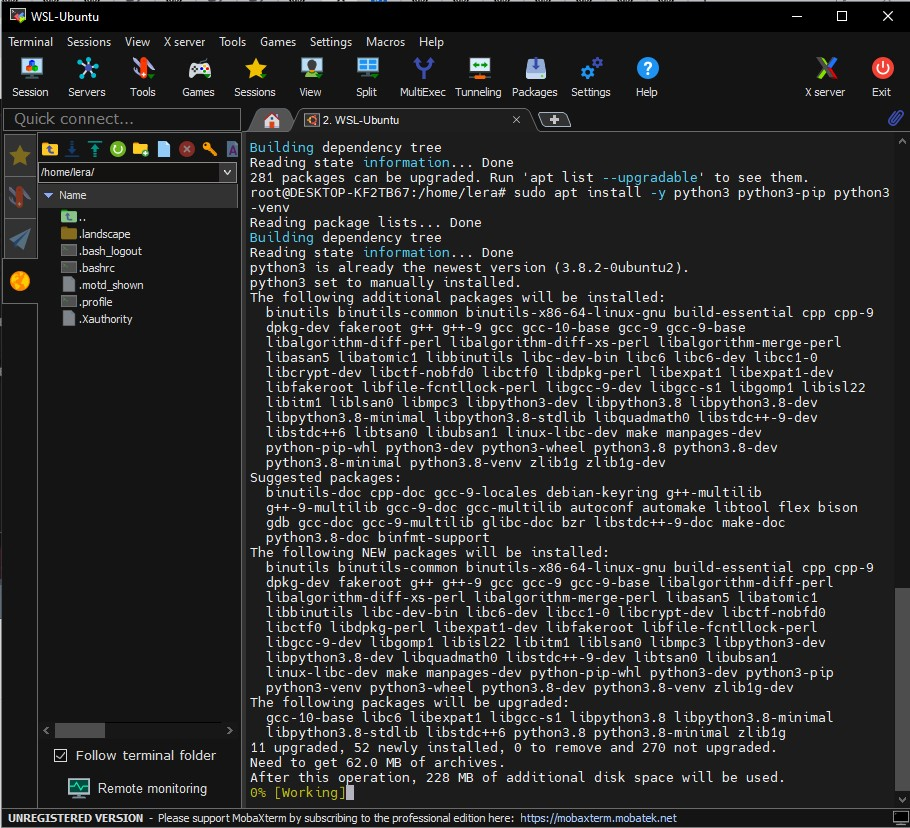 WSL-Ubuntu
Terminal Sessions View X server Tools Games Settings Macros Help
Session Servers Tools Games Sessions View Split MultiExec Tunneling Packages Settings Help X server Exit
Quick connect...
2. WSL-Ubuntu
/home/lera/
Name
..
.landscape
.bash_logout
.bashrc
.motd_shown
.profile
.Xauthority
Follow terminal folder
Remote monitoring
Building dependency tree
Reading state information... Done
281 packages can be upgraded. Run 'apt list --upgradable' to see them.
root@DESKTOP-KF2TB67:/home/lera# sudo apt install -y python3 python3-pip python3
-venv
Reading package lists... Done
Building dependency tree
Reading state information... Done
python3 is already the newest version (3.8.2-0ubuntu2).
python3 set to manually installed.
The following additional packages will be installed:
binutils binutils-common binutils-x86-64-linux-gnu build-essential cpp cpp-9
dpkg-dev fakeroot g++ g++-9 gcc gcc-10-base gcc-9 gcc-9-base
libalgorithm-diff-perl libalgorithm-diff-xs-perl libalgorithm-merge-perl
libasan5 libatomic1 libbinutils libc-dev-bin libc6 libc6-dev libcc1-0
libcrypt-dev libctf-nobfd0 libctf0 libdpkg-perl libexpat1 libexpat1-dev
libfakeroot libfile-fcntllock-perl libgcc-9-dev libgcc-s1 libgomp1 libisl22
libitm1 liblsan0 libmpc3 libpython3-dev libpython3.8 libpython3.8-dev
libpython3.8-minimal libpython3.8-stdlib libquadmath0 libstdc++-9-dev
libstdc++6 libtsan0 libubsan1 linux-libc-dev make manpages-dev
python-pip-whl python3-dev python3-wheel python3.8 python3.8-dev
python3.8-minimal python3.8-venv zlib1g zlib1g-dev
Suggested packages:
binutils-doc cpp-doc gcc-9-locales debian-keyring g++-multilib
g++-9-multilib gcc-9-doc gcc-multilib autoconf automake libtool flex bison
gdb gcc-doc gcc-9-multilib glibc-doc bzr libstdc++-9-doc make-doc
python3.8-doc binfmt-support
The following NEW packages will be installed:
binutils binutils-common binutils-x86-64-linux-gnu build-essential cpp cpp-9
dpkg-dev fakeroot g++ g++-9 gcc gcc-9 gcc-9-base libalgorithm-diff-perl
libalgorithm-diff-xs-perl libalgorithm-merge-perl libasan5 libatomic1
libbinutils libc-dev-bin libc6-dev libcc1-0 libcrypt-dev libctf-nobfd0
libctf0 libdpkg-perl libexpat1-dev libfakeroot libfile-fcntllock-perl
libgcc-9-dev libgomp1 libisl22 libitm1 liblsan0 libmpc3 libpython3-dev
libpython3.8-dev libquadmath0 libstdc++-9-dev libtsan0 libubsan1
linux-libc-dev make manpages-dev python-pip-whl python3-dev python3-pip
python3-venv python3-wheel python3.8-dev python3.8-venv zlib1g-dev
The following packages will be upgraded:
gcc-10-base libc6 libexpat1 libgcc-s1 libpython3.8 libpython3.8-minimal
libpython3.8-stdlib libstdc++6 python3.8 python3.8-minimal zlib1g
11 upgraded, 52 newly installed, 0 to remove and 270 not upgraded.
Need to get 62.0 MB of archives.
After this operation, 228 MB of additional disk space will be used.
0% [Working]
UNREGISTERED VERSION - Please support MobaXterm by subscribing to the professional edition here: https://mobaxterm.mobatek.net